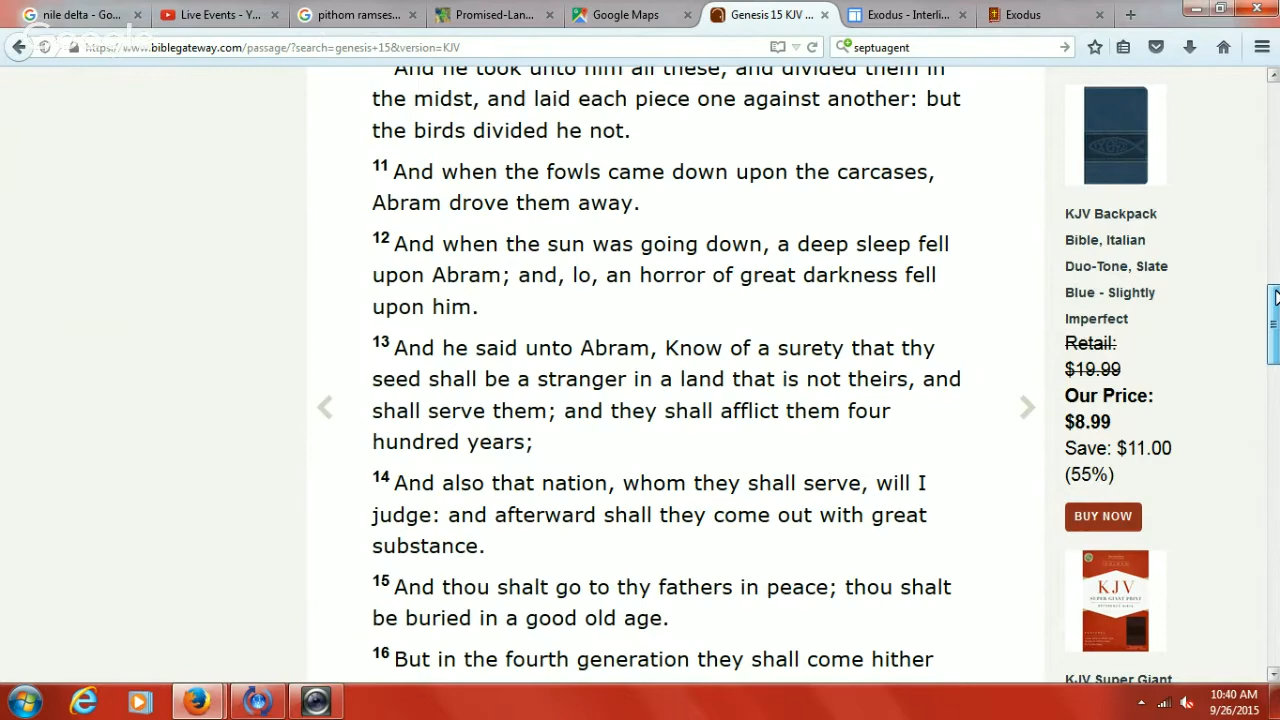 nile delta - Go...
Live Events - Y...
pithom ramses...
Promised-Lan...
Google Maps
Genesis 15 KJV ...
Exodus - Interli...
Exodus
Google
https://www.biblegateway.com/passage/?search=genesis+15&version=KJV
septuagent
And he took unto him all these, and divided them in
the midst, and laid each piece one against another: but
the birds divided he not.
11 And when the fowls came down upon the carcases,
Abram drove them away.
12 And when the sun was going down, a deep sleep fell
upon Abram; and, lo, an horror of great darkness fell
upon him.
13 And he said unto Abram, Know of a surety that thy
seed shall be a stranger in a land that is not theirs, and
shall serve them; and they shall afflict them four
hundred years;
14 And also that nation, whom they shall serve, will I
judge: and afterward shall they come out with great
substance.
15 And thou shalt go to thy fathers in peace; thou shalt
be buried in a good old age.
16 But in the fourth generation they shall come hither
KJV Backpack
Bible, Italian
Duo-Tone, Slate
Blue - Slightly
Imperfect
Retail:
$19.99
Our Price:
$8.99
Save: $11.00
(55%)
BUY NOW
KJV
KJV Super Giant
10:40 AM
9/26/2015